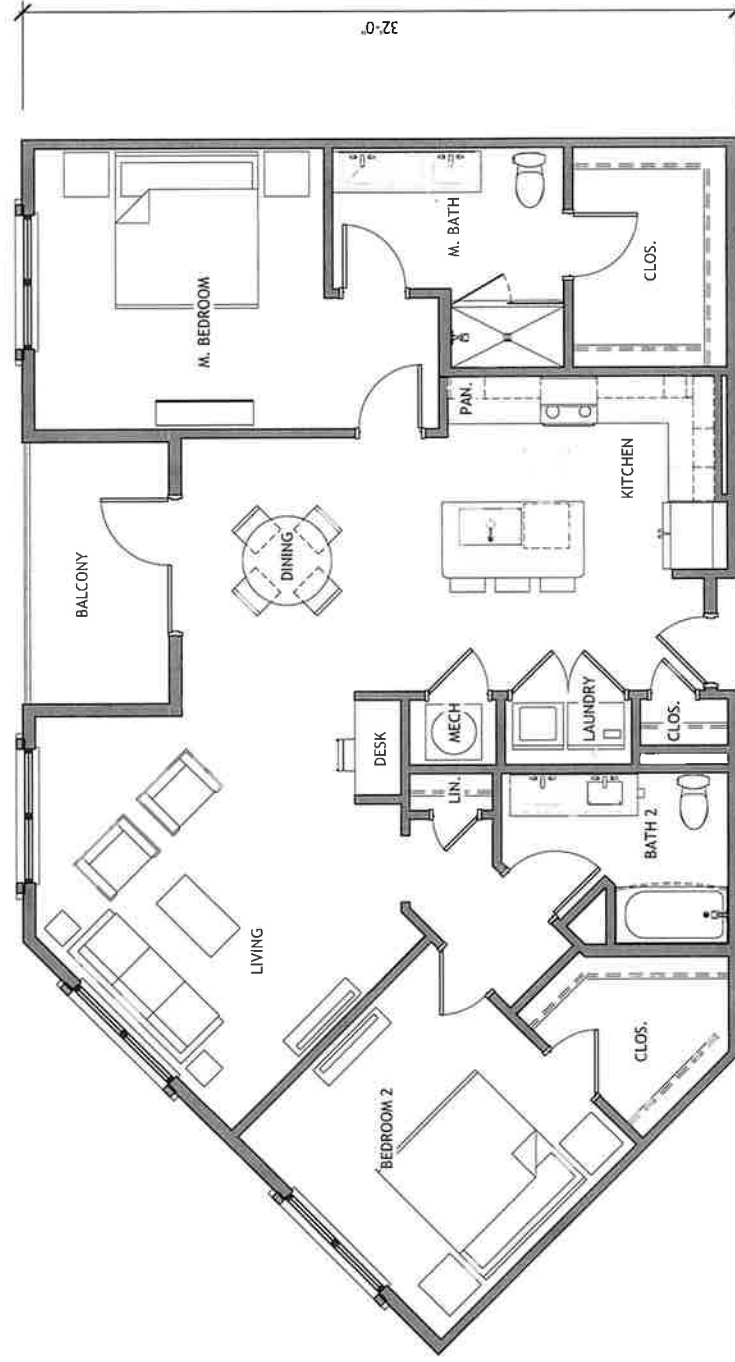 32'-0"
BALCONY
M. BEDROOM
M. BATH
CLOS.
PAN.
KITCHEN
DINING
LIVING
DESK
MECH
LAUNDRY
CLOS.
LIN.
BATH 2
BEDROOM 2
CLOS.